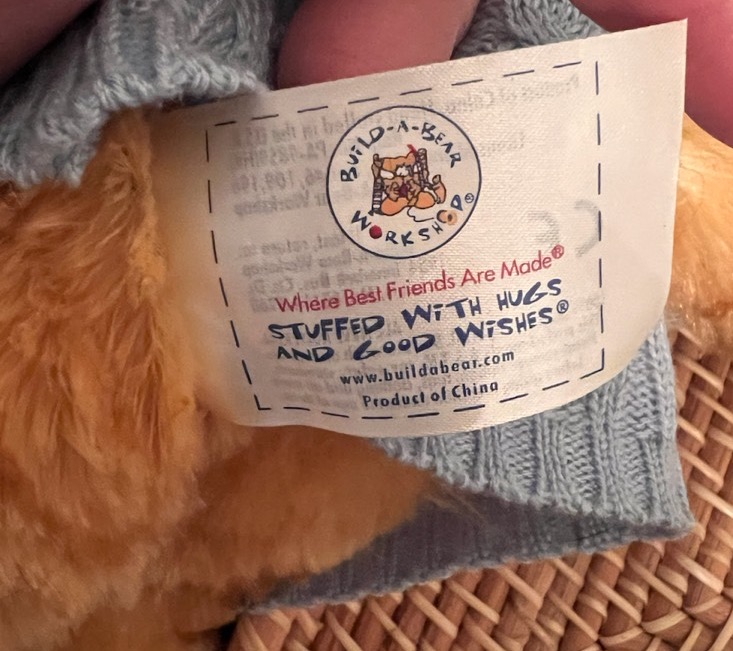 BUILD-A-BEAR
WORKSHOP®
Where Best Friends Are Made®
STUFFED WITH HUGS
AND GOOD WISHES®
www.buildabear.com
Product of China